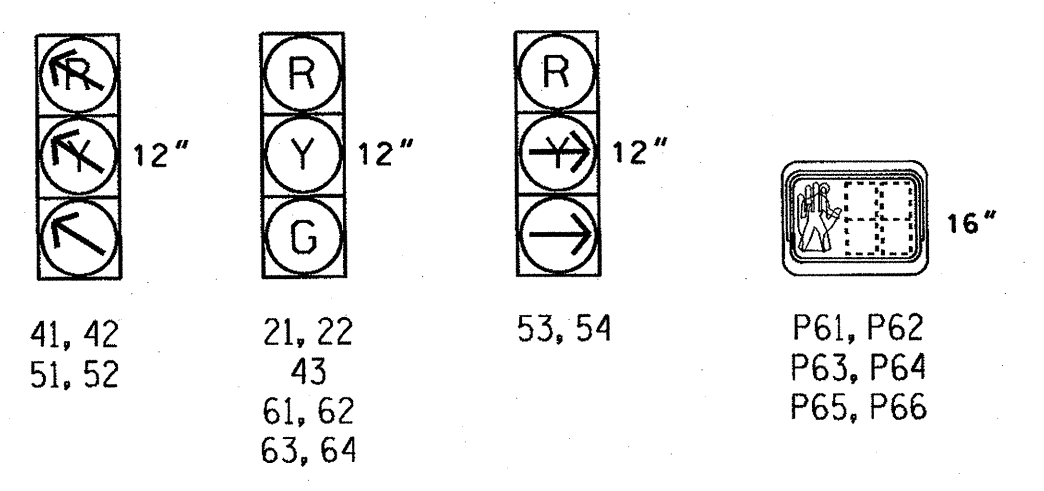 R
Y
12"
41, 42
51, 52
R
Y
G
12"
21, 22
43
61, 62
63, 64
R
Y
12"
53, 54
16"
P61, P62
P63, P64
P65, P66